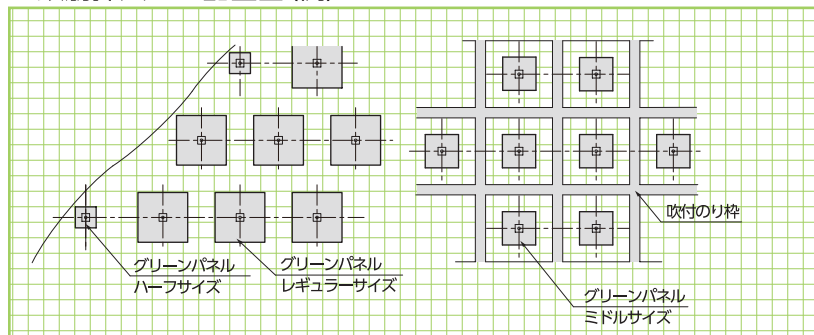 グリーンパネル
ハーフサイズ
グリーンパネル
レギュラーサイズ
吹付のり枠
グリーンパネル
ミドルサイズ